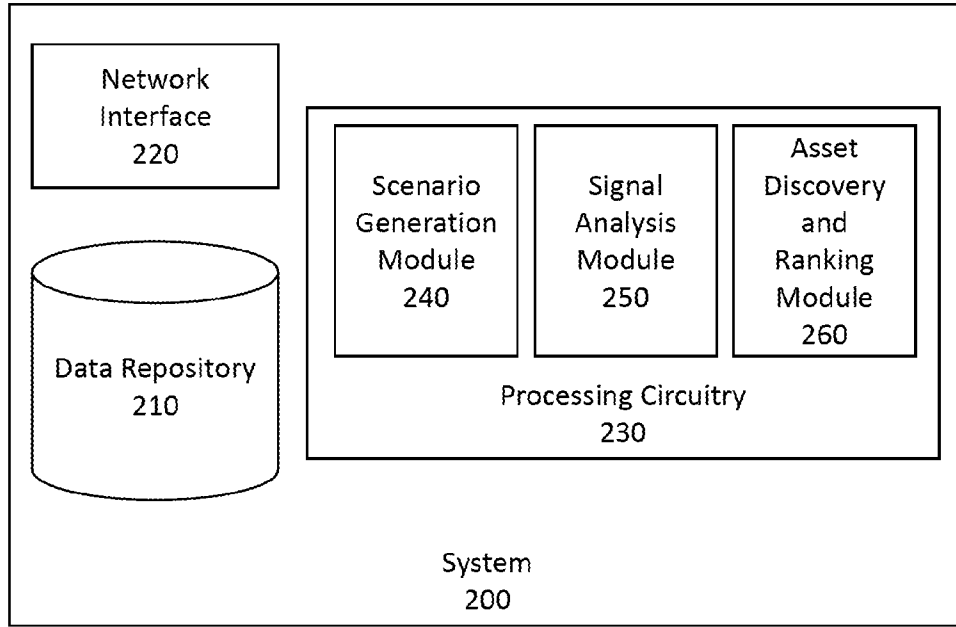 Network
Interface
220
Data Repository
210
Scenario
Generation
Module
240
Signal
Analysis
Module
250
Asset
Discovery
and
Ranking
Module
260
Processing Circuitry
230
System
200